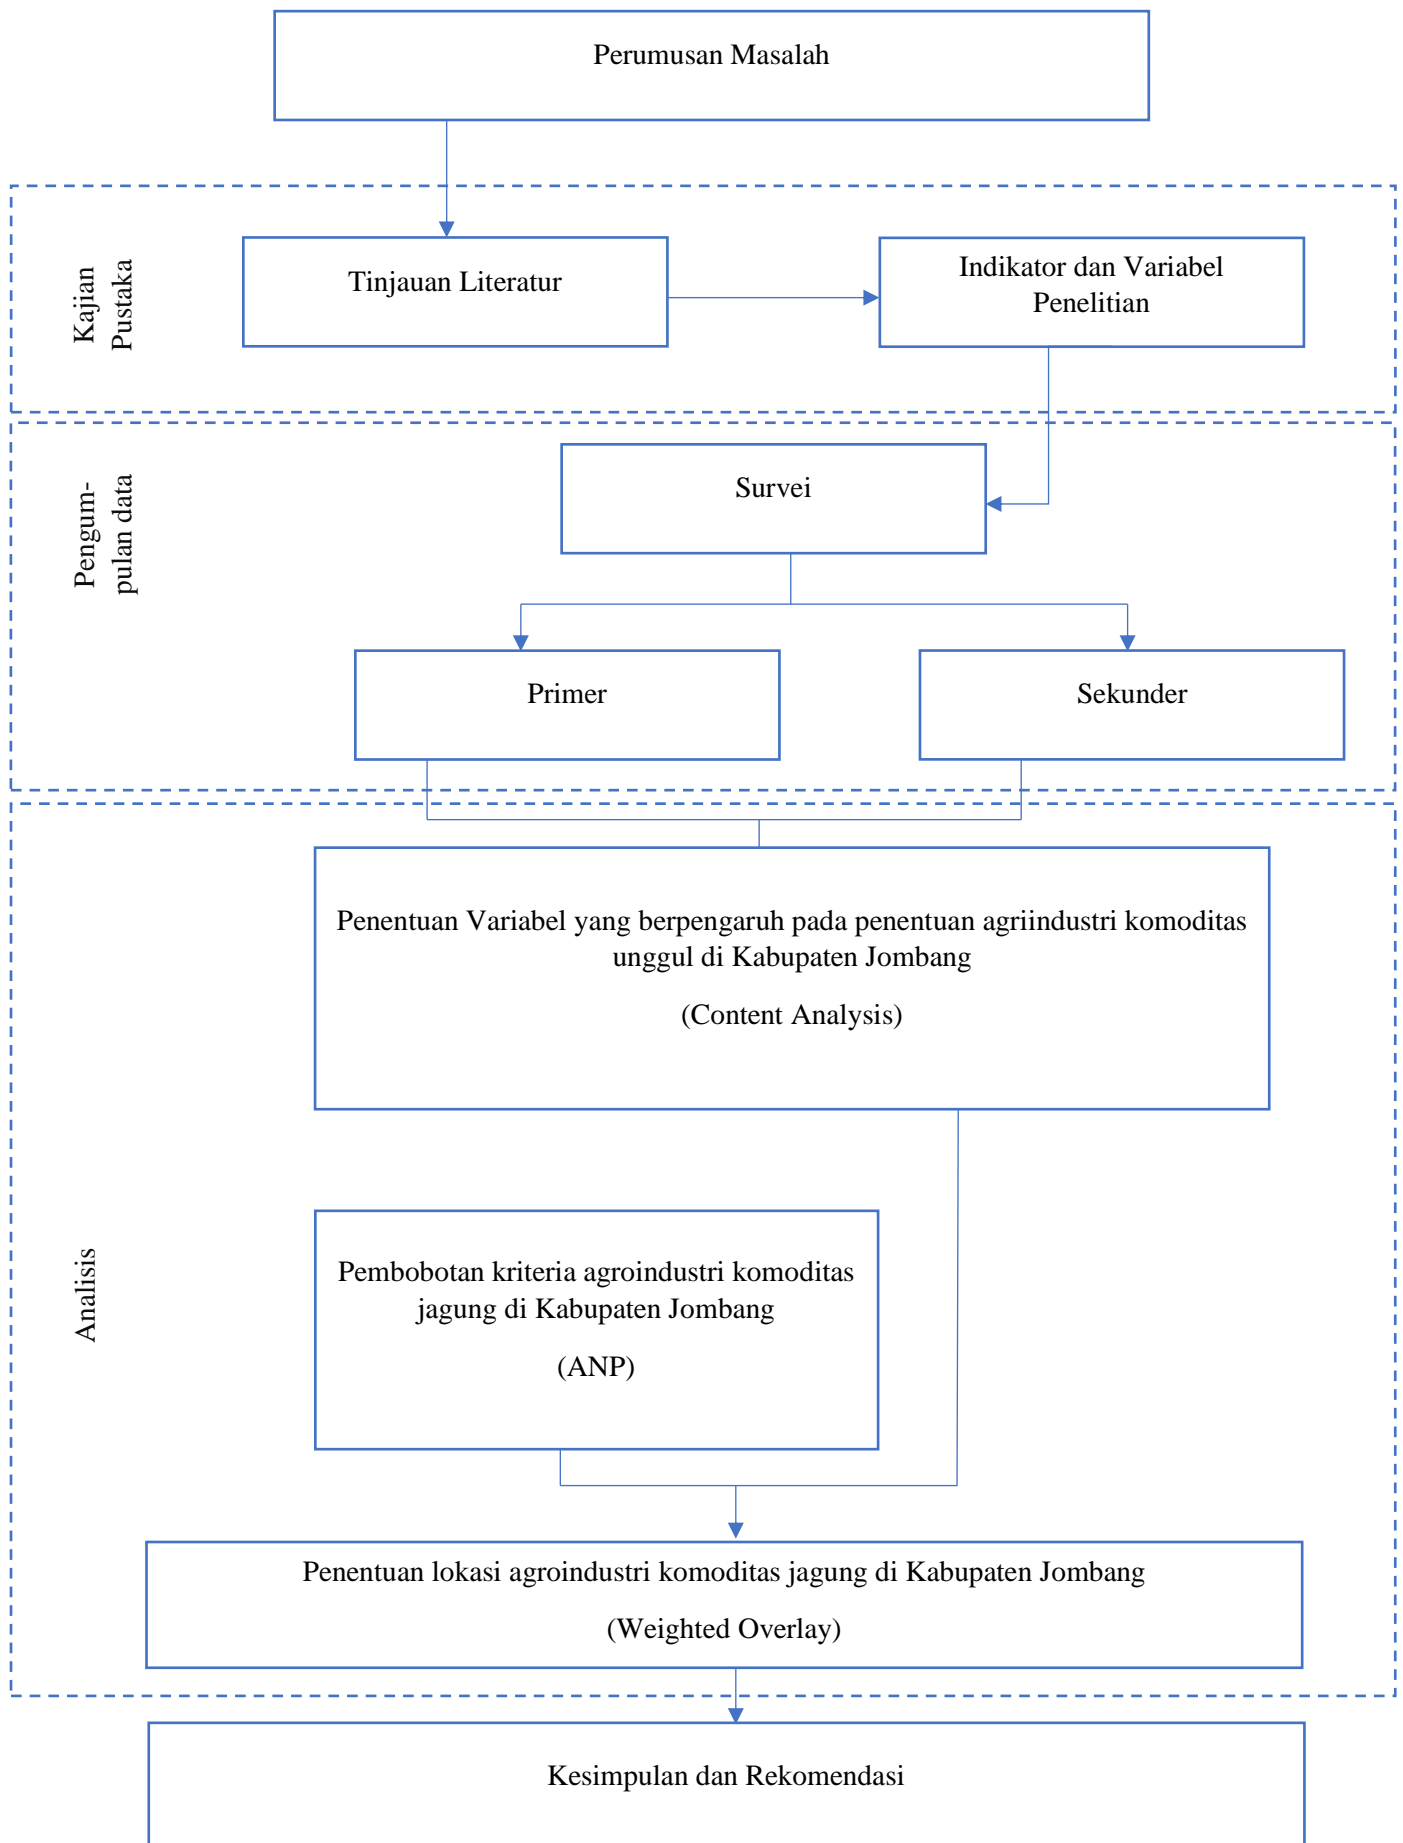 Perumusan Masalah
Kajian
Pustaka
Tinjauan Literatur
Indikator dan Variabel
Penelitian
Pengum-
pulan data
Survei
Primer
Sekunder
Analisis
Penentuan Variabel yang berpengaruh pada penentuan agriindustri komoditas
unggul di Kabupaten Jombang
(Content Analysis)
Pembobotan kriteria agroindustri komoditas
jagung di Kabupaten Jombang
(ANP)
Penentuan lokasi agroindustri komoditas jagung di Kabupaten Jombang
(Weighted Overlay)
Kesimpulan dan Rekomendasi